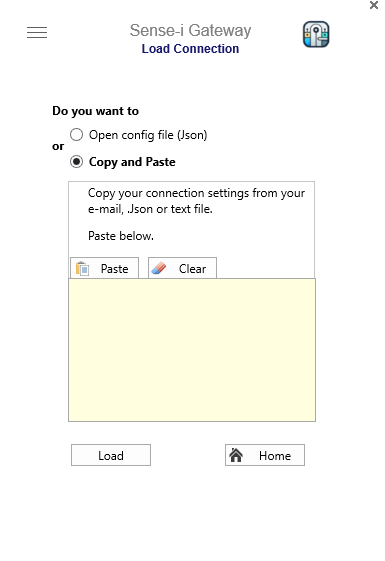 Sense-i Gateway
Load Connection
Do you want to
Open config file (Json)
or
Copy and Paste
Copy your connection settings from your
e-mail, .Json or text file.
Paste below.
Paste
Clear
Load
Home